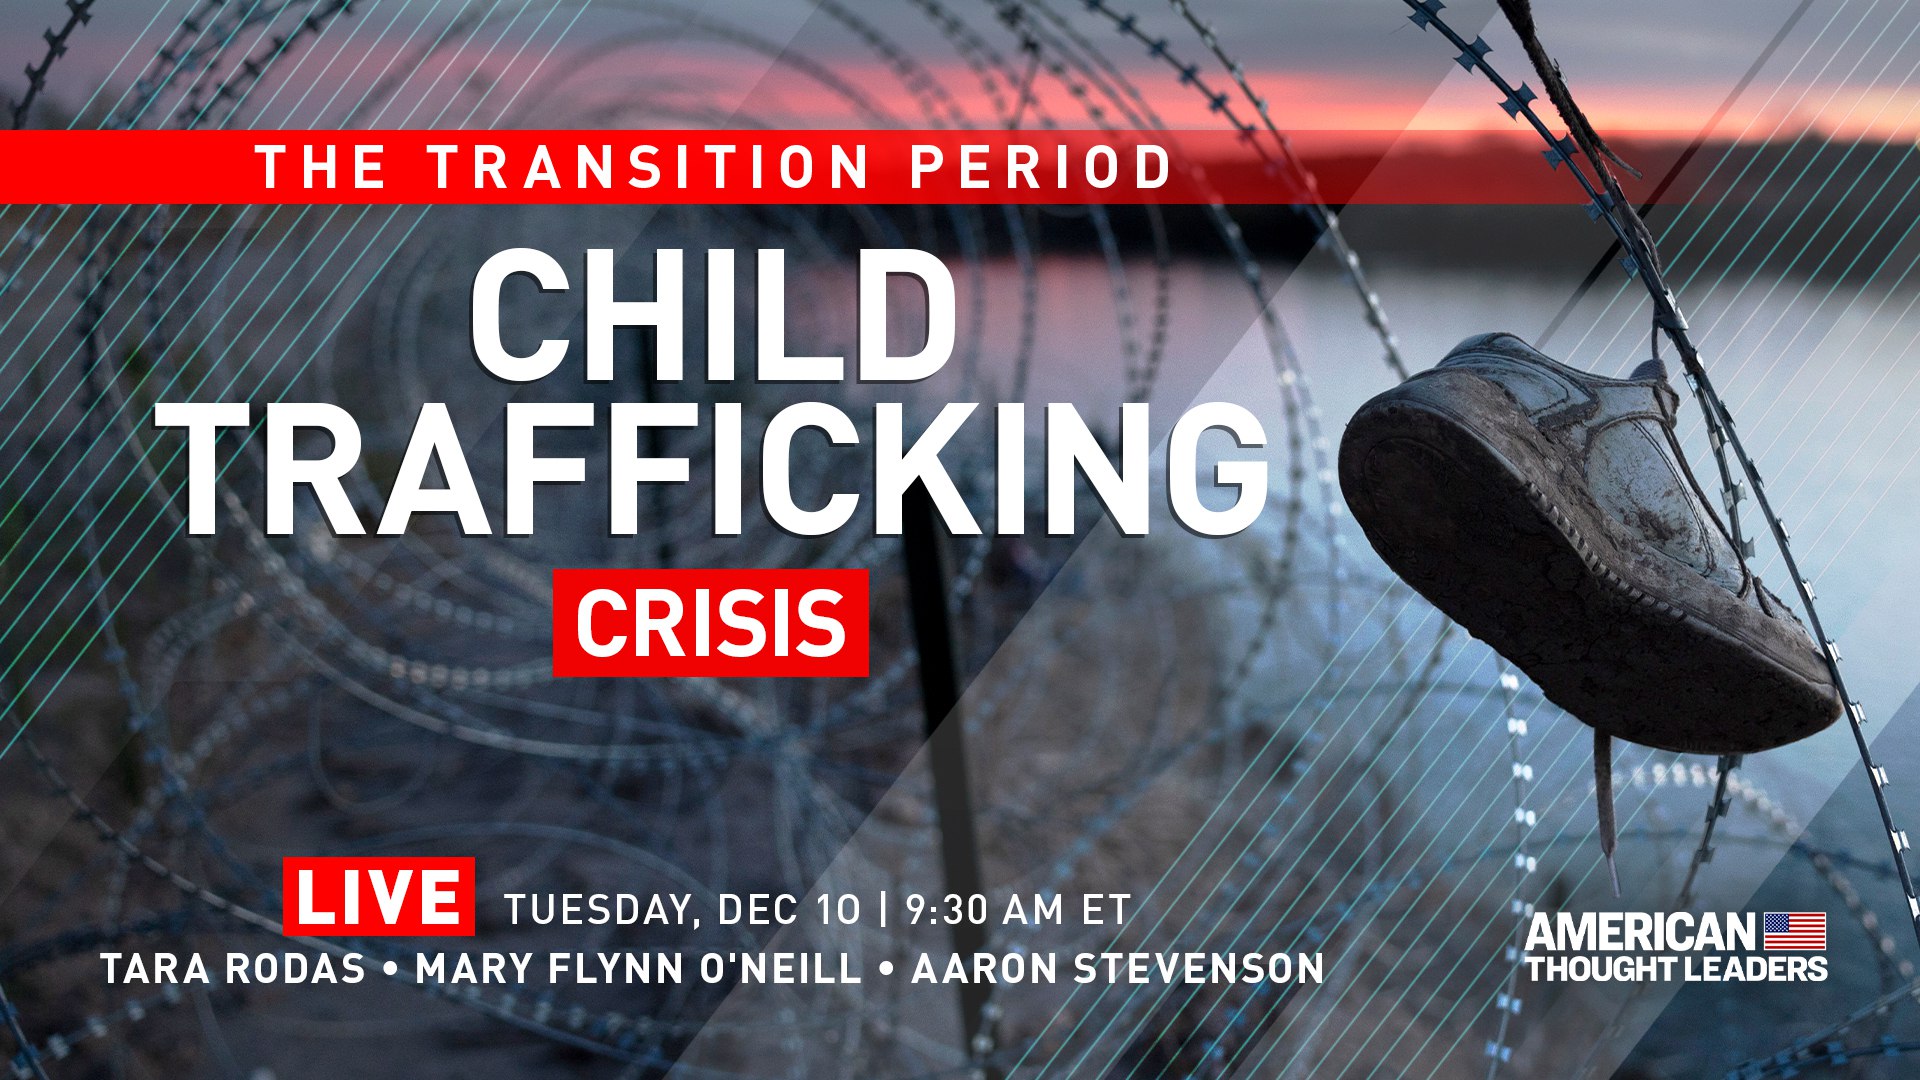 THE TRANSITION PERIOD
CHILD
TRAFFICKING
CRISIS
LIVE TUESDAY, DEC 10 | 9:30 AM ET
TARA RODAS • MARY FLYNN O'NEILL • AARON STEVENSON
AMERICAN
THOUGHT LEADERS